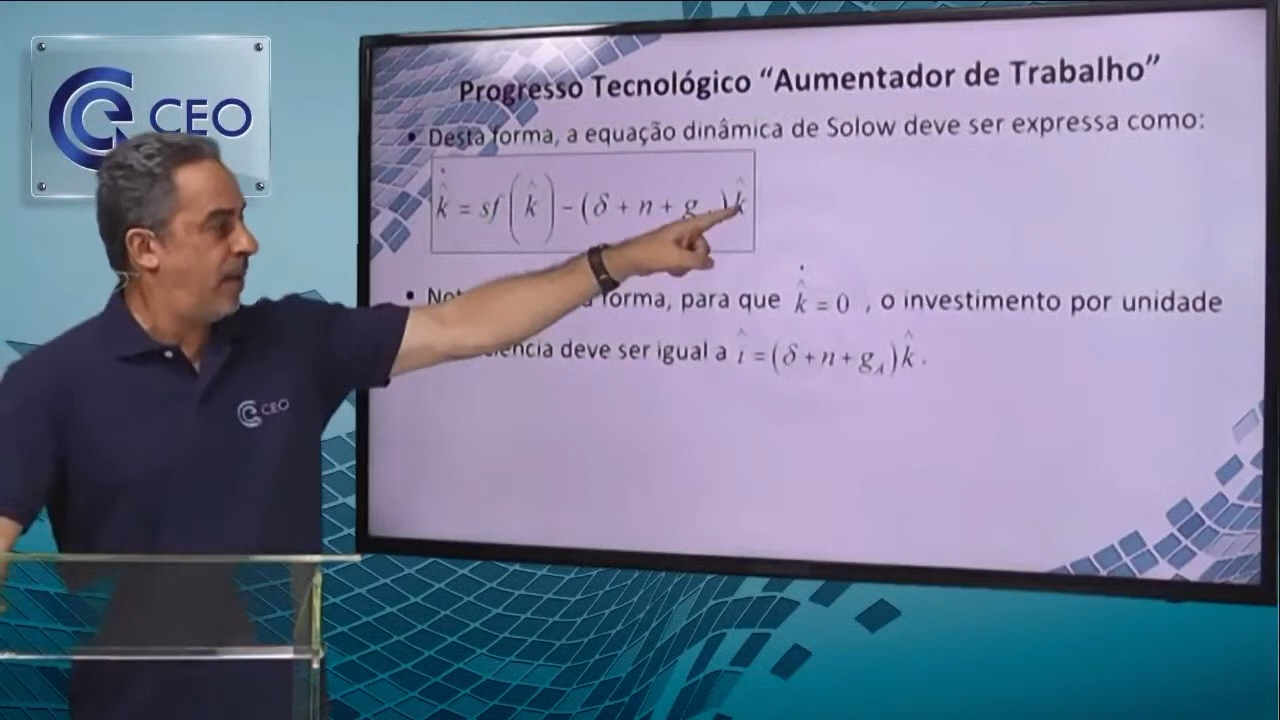 CEO
Progresso Tecnológico “Aumentador de Trabalho”
• Desta forma, a equação dinâmica de Solow deve ser expressa como:
k̂̇ = sf(k̂) − (δ + n + g )k̂
• forma, para que k̂̇ = 0 , o investimento por unidade
deve ser igual a î = (δ + n + g_A)k̂ .
CEO